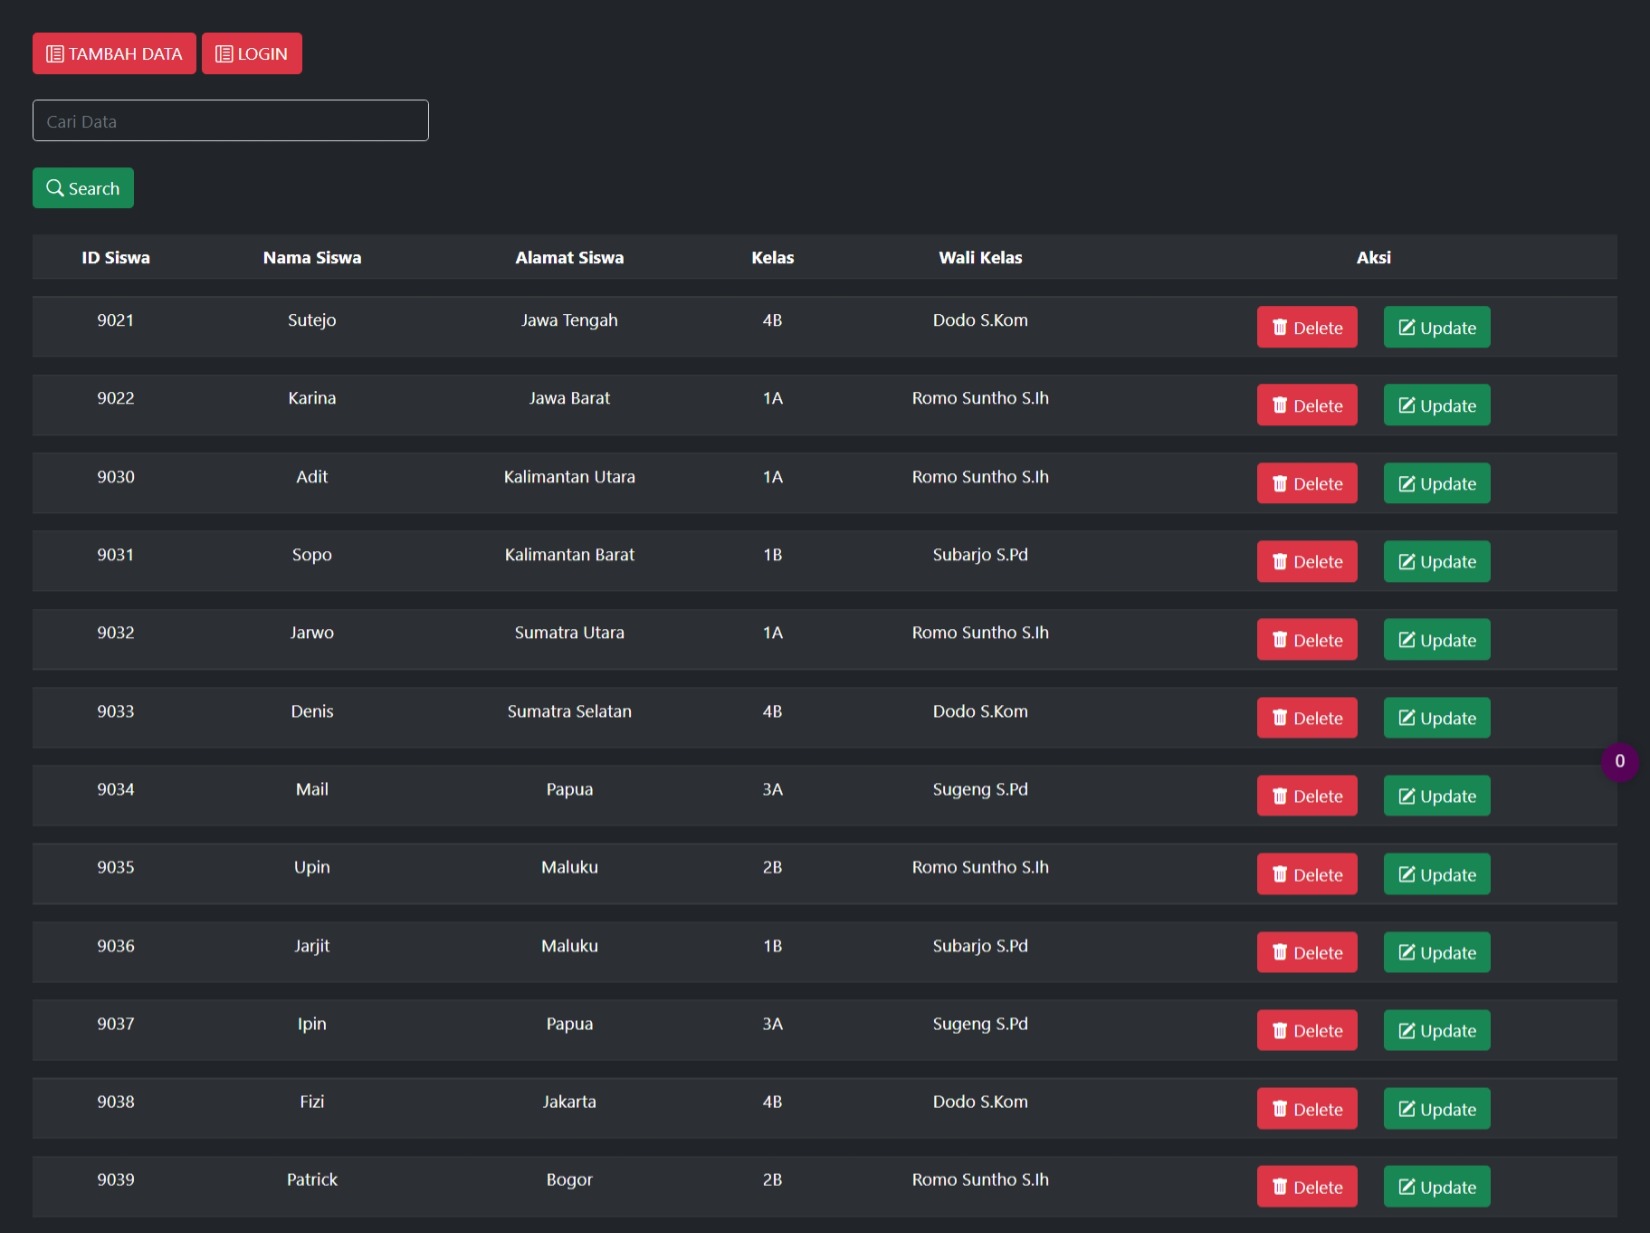 TAMBAH DATA LOGIN
Cari Data
Search
ID Siswa Nama Siswa Alamat Siswa Kelas Wali Kelas Aksi
9021 Sutejo Jawa Tengah 4B Dodo S.Kom Delete Update
9022 Karina Jawa Barat 1A Romo Suntho S.Ih Delete Update
9030 Adit Kalimantan Utara 1A Romo Suntho S.Ih Delete Update
9031 Sopo Kalimantan Barat 1B Subarjo S.Pd Delete Update
9032 Jarwo Sumatra Utara 1A Romo Suntho S.Ih Delete Update
9033 Denis Sumatra Selatan 4B Dodo S.Kom Delete Update
0
9034 Mail Papua 3A Sugeng S.Pd Delete Update
9035 Upin Maluku 2B Romo Suntho S.Ih Delete Update
9036 Jarjit Maluku 1B Subarjo S.Pd Delete Update
9037 Ipin Papua 3A Sugeng S.Pd Delete Update
9038 Fizi Jakarta 4B Dodo S.Kom Delete Update
9039 Patrick Bogor 2B Romo Suntho S.Ih Delete Update